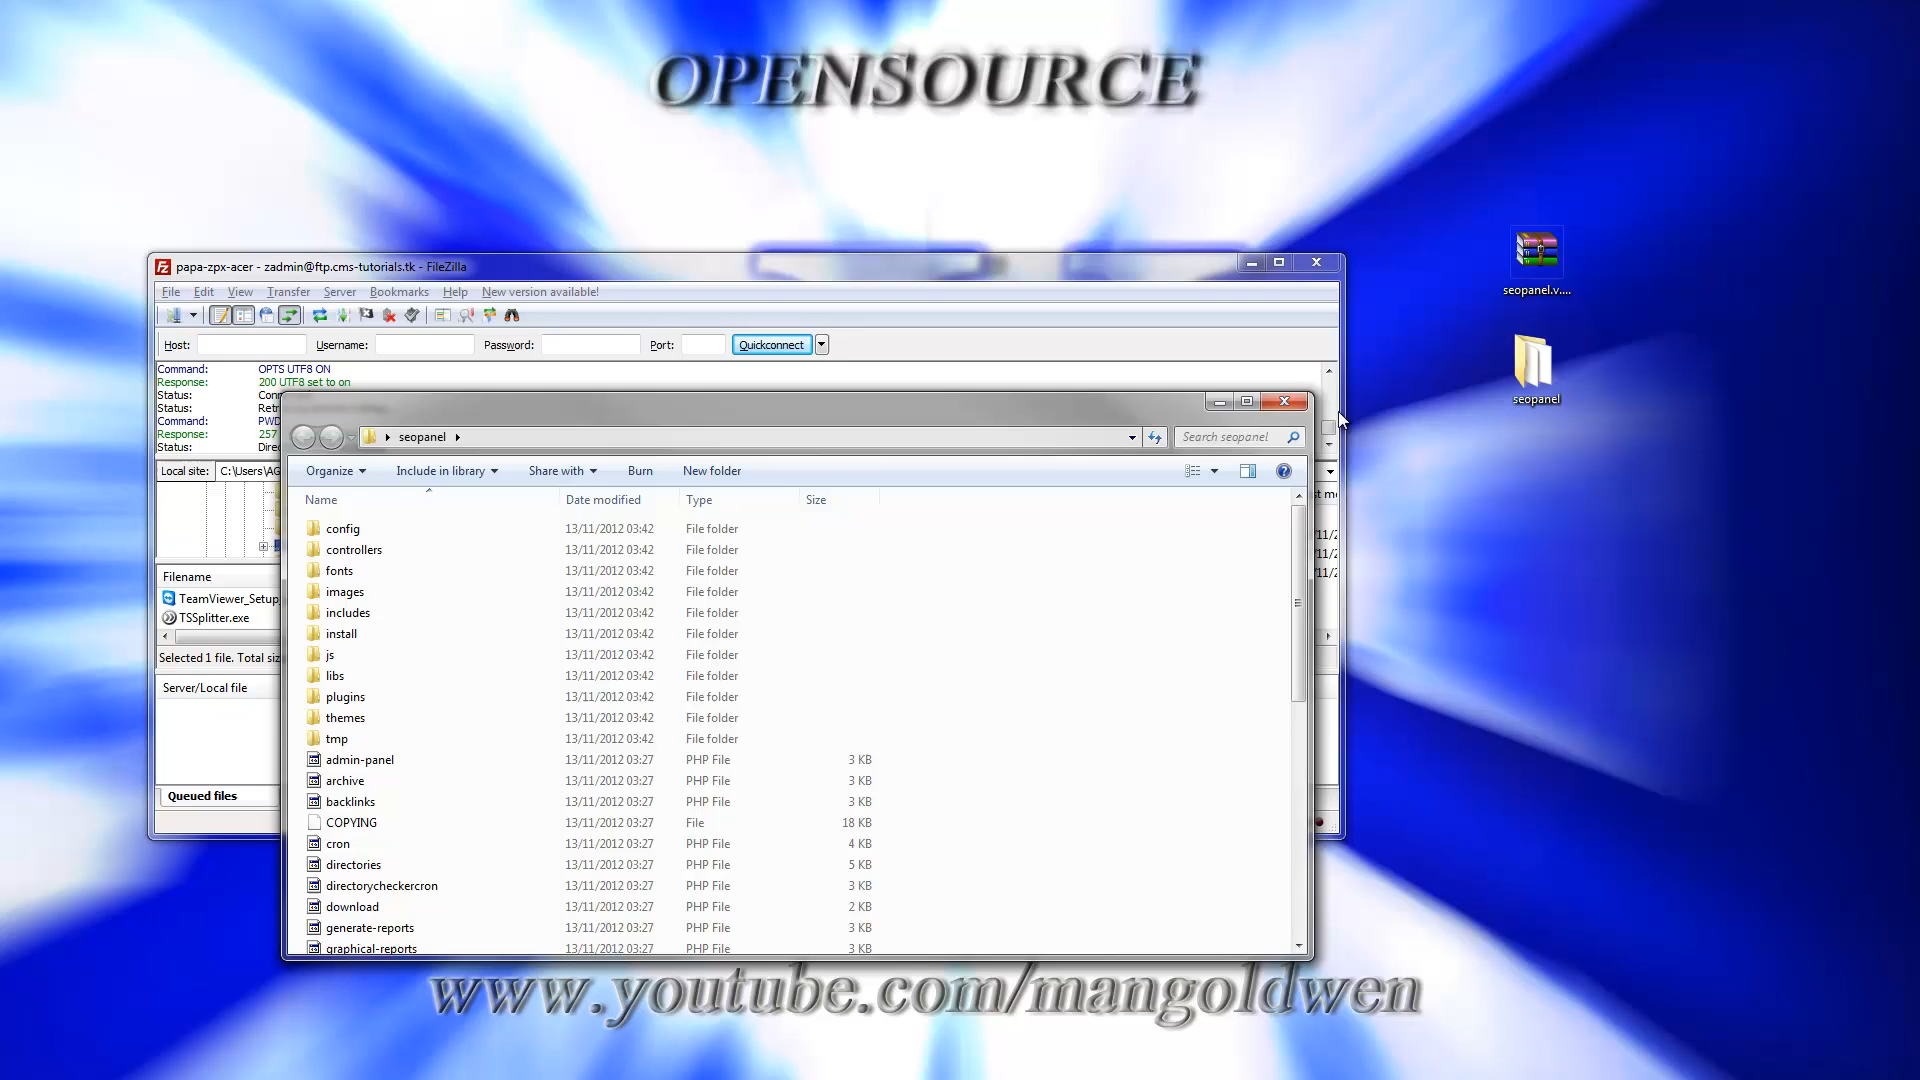 OPENSOURCE
seopanel.v....
seopanel
papa-zpx-acer - zadmin@ftp.cms-tutorials.tk - FileZilla
File Edit View Transfer Server Bookmarks Help New version available!
Host: Username: Password: Port: Quickconnect
Command: OPTS UTF8 ON
Response: 200 UTF8 set to on
Status:
Status:
Command: PWD
Response: 257
Status:
Local site: C:\Users\AG
Filename
TeamViewer_Setup
TSSplitter.exe
Selected 1 file. Total
Server/Local file
Queued files
seopanel
Search seopanel
Organize Include in library Share with Burn New folder
Name Date modified Type Size
config 13/11/2012 03:42 File folder
controllers 13/11/2012 03:42 File folder
fonts 13/11/2012 03:42 File folder
images 13/11/2012 03:42 File folder
includes 13/11/2012 03:42 File folder
install 13/11/2012 03:42 File folder
js 13/11/2012 03:42 File folder
libs 13/11/2012 03:42 File folder
plugins 13/11/2012 03:42 File folder
themes 13/11/2012 03:42 File folder
tmp 13/11/2012 03:42 File folder
admin-panel 13/11/2012 03:27 PHP File 3 KB
archive 13/11/2012 03:27 PHP File 3 KB
backlinks 13/11/2012 03:27 PHP File 3 KB
COPYING 13/11/2012 03:27 File 18 KB
cron 13/11/2012 03:27 PHP File 4 KB
directories 13/11/2012 03:27 PHP File 5 KB
directorycheckercron 13/11/2012 03:27 PHP File 3 KB
download 13/11/2012 03:27 PHP File 2 KB
generate-reports 13/11/2012 03:27 PHP File 3 KB
graphical-reports 13/11/2012 03:27 PHP File 3 KB
www.youtube.com/mangoldwen